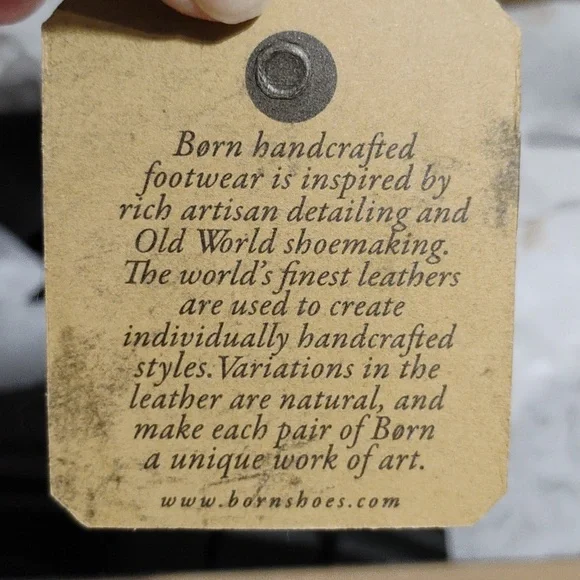 Børn handcrafted
footwear is inspired by
rich artisan detailing and
Old World shoemaking.
The world's finest leathers
are used to create
individually handcrafted
styles. Variations in the
leather are natural, and
make each pair of Børn
a unique work of art.
www.bornshoes.com